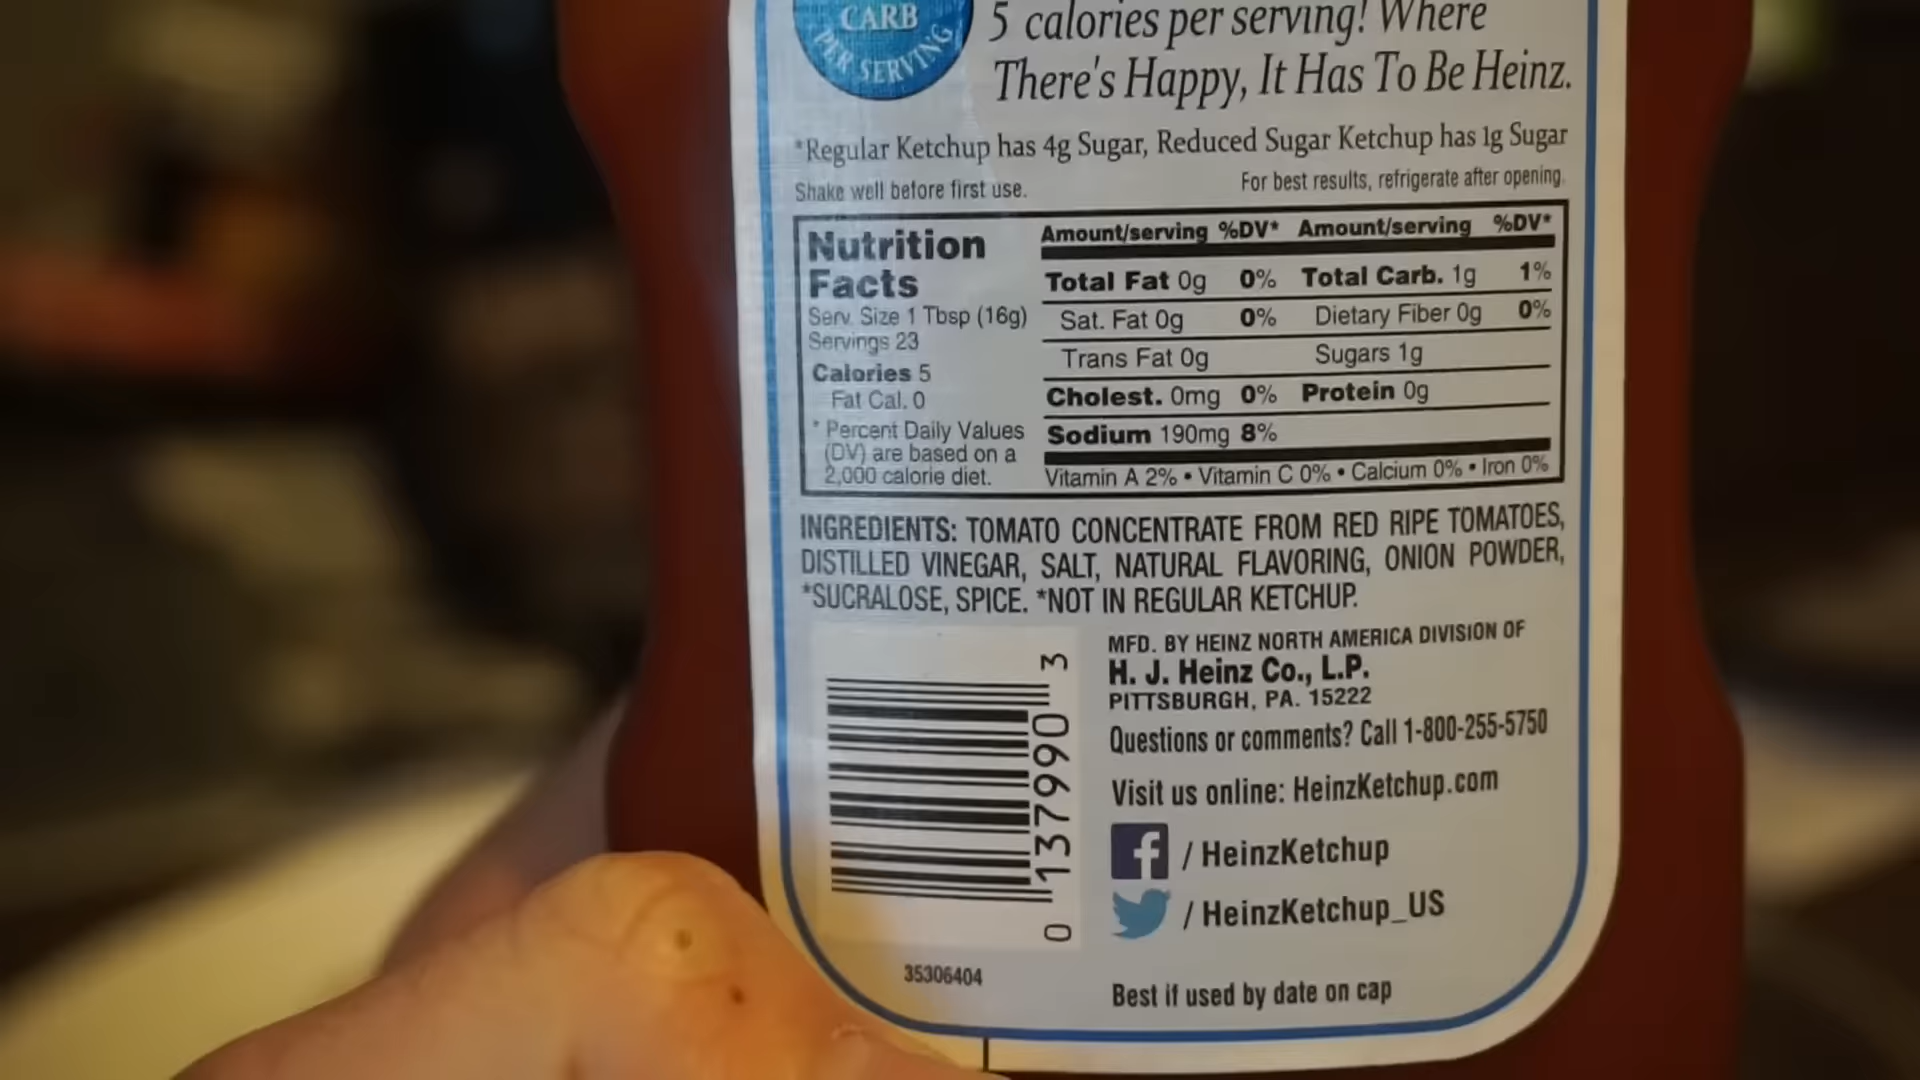 CARB
PER SERVING
5 calories per serving! Where
There's Happy, It Has To Be Heinz.
*Regular Ketchup has 4g Sugar, Reduced Sugar Ketchup has 1g Sugar
Shake well before first use.
For best results, refrigerate after opening.
Nutrition
Facts
Serv. Size 1 Tbsp (16g)
Servings 23
Calories 5
Fat Cal. 0
* Percent Daily Values
(DV) are based on a
2,000 calorie diet.
Amount/serving %DV* Amount/serving %DV*
Total Fat 0g 0% Total Carb. 1g 1%
Sat. Fat 0g 0% Dietary Fiber 0g 0%
Trans Fat 0g Sugars 1g
Cholest. 0mg 0% Protein 0g
Sodium 190mg 8%
Vitamin A 2% • Vitamin C 0% • Calcium 0% • Iron 0%
INGREDIENTS: TOMATO CONCENTRATE FROM RED RIPE TOMATOES,
DISTILLED VINEGAR, SALT, NATURAL FLAVORING, ONION POWDER,
*SUCRALOSE, SPICE. *NOT IN REGULAR KETCHUP.
0 1379903
35306404
MFD. BY HEINZ NORTH AMERICA DIVISION OF
H. J. Heinz Co., L.P.
PITTSBURGH, PA. 15222
Questions or comments? Call 1-800-255-5750
Visit us online: HeinzKetchup.com
f / HeinzKetchup
/ HeinzKetchup_US
Best if used by date on cap